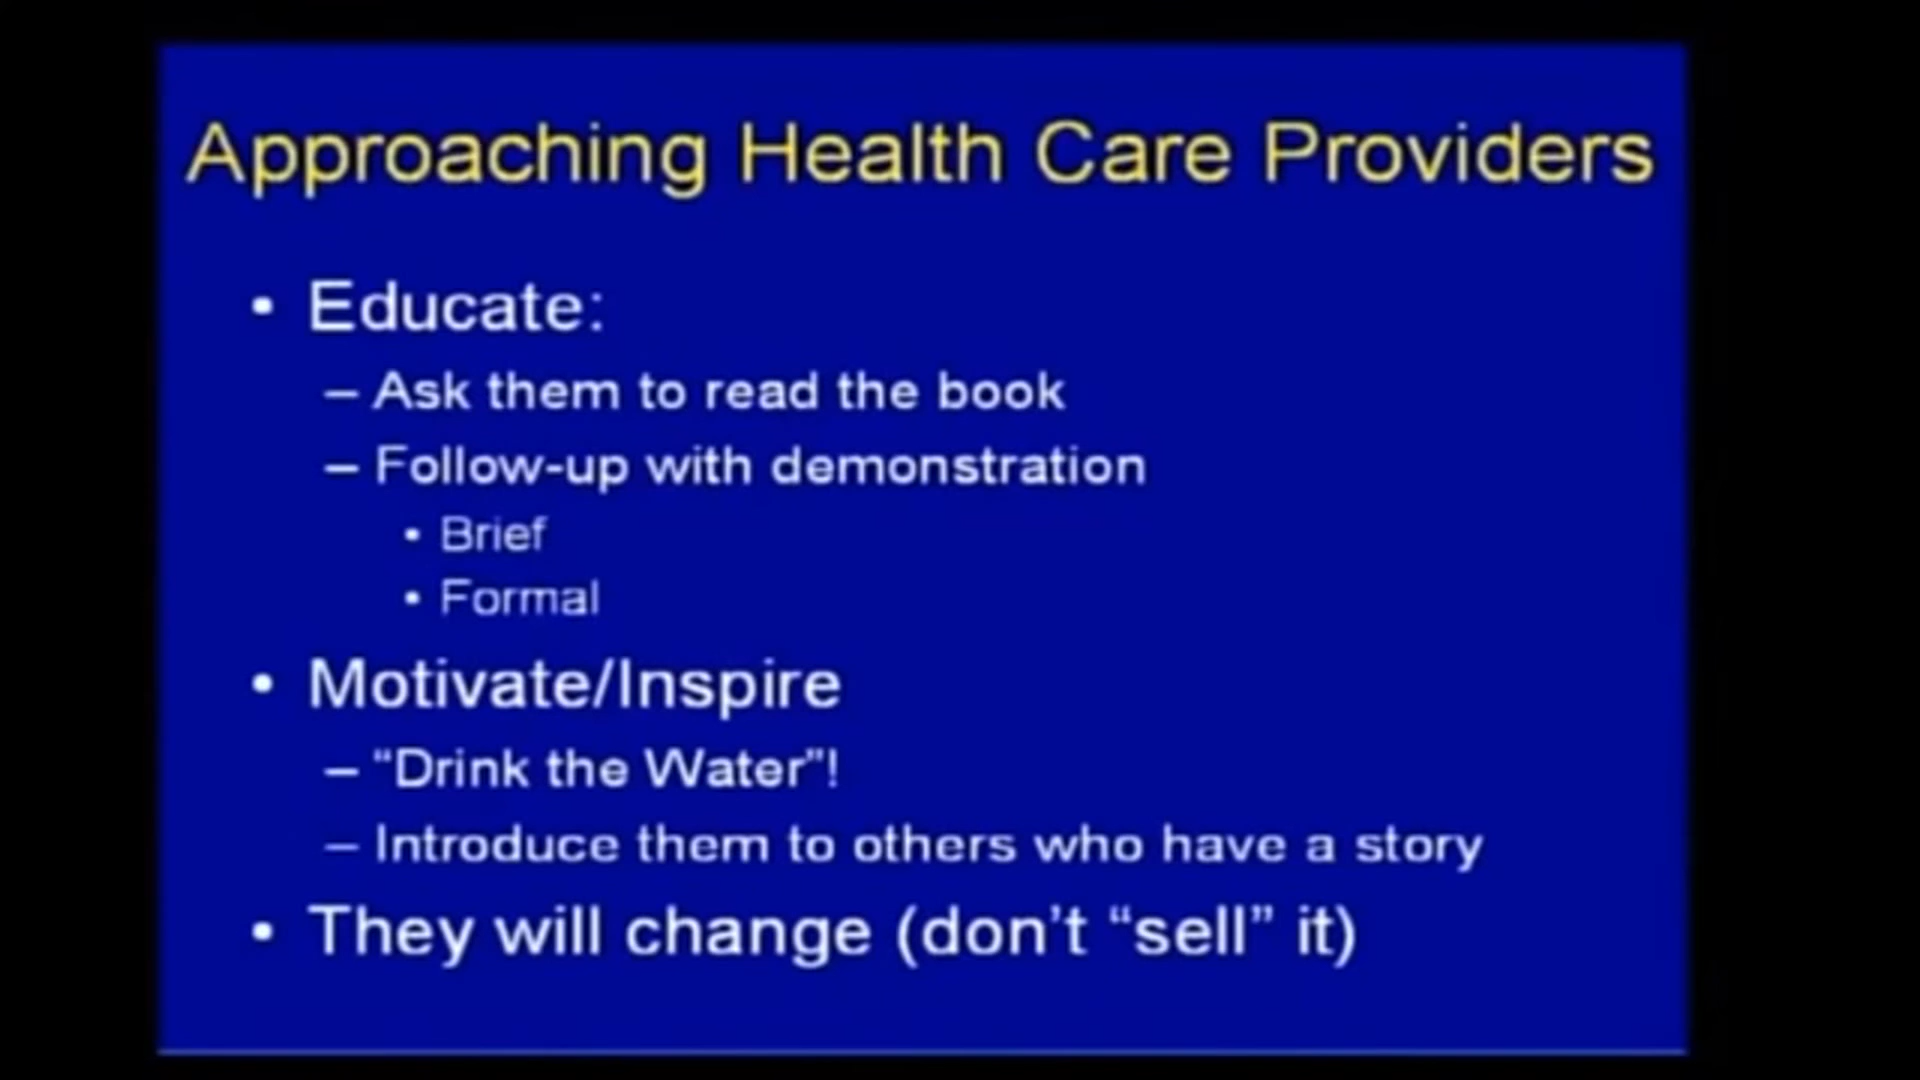 Approaching Health Care Providers
• Educate:
– Ask them to read the book
– Follow-up with demonstration
• Brief
• Formal
• Motivate/Inspire
– “Drink the Water”!
– Introduce them to others who have a story
• They will change (don’t “sell” it)